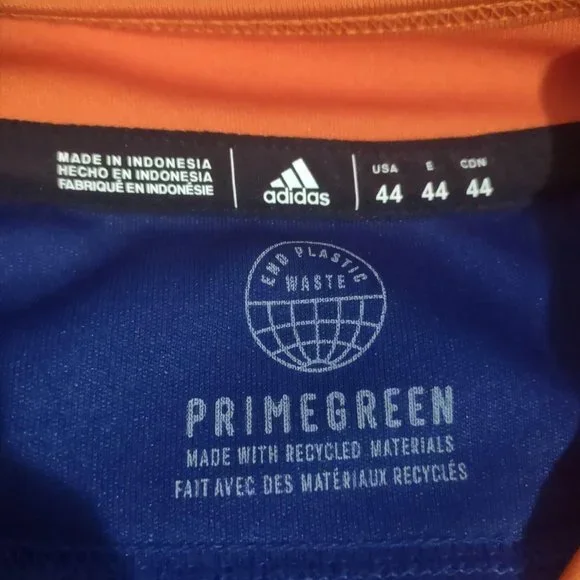 MADE IN INDONESIA
HECHO EN INDONESIA
FABRIQUÉ EN INDONÉSIE
adidas
USA E CDN
44 44 44
END PLASTIC
WASTE
PRIMEGREEN
MADE WITH RECYCLED MATERIALS
FAIT AVEC DES MATÉRIAUX RECYCLÉS